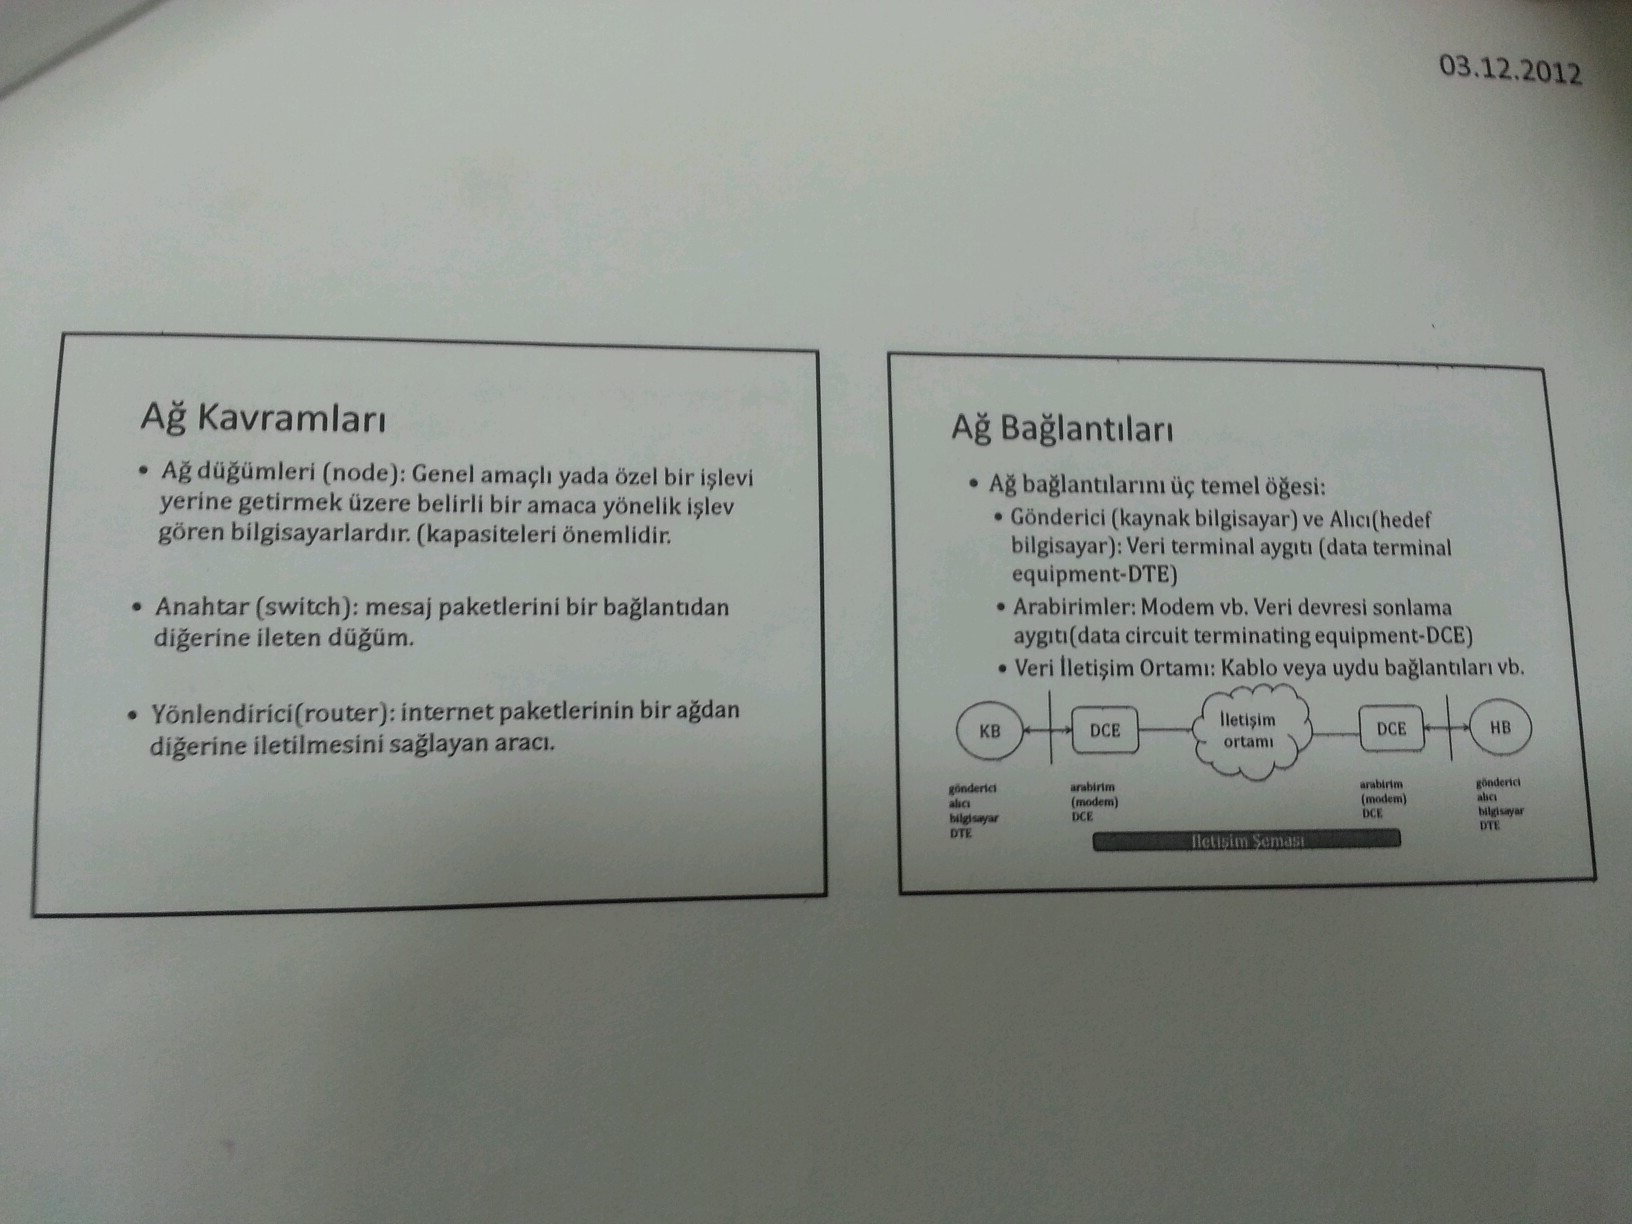 03.12.2012
Ağ Kavramları
• Ağ düğümleri (node): Genel amaçlı yada özel bir işlevi
yerine getirmek üzere belirli bir amaca yönelik işlev
gören bilgisayarlardır. (kapasiteleri önemlidir.
• Anahtar (switch): mesaj paketlerini bir bağlantıdan
diğerine ileten düğüm.
• Yönlendirici(router): internet paketlerinin bir ağdan
diğerine iletilmesini sağlayan aracı.
Ağ Bağlantıları
• Ağ bağlantılarını üç temel öğesi:
• Gönderici (kaynak bilgisayar) ve Alıcı(hedef
bilgisayar): Veri terminal aygıtı (data terminal
equipment-DTE)
• Arabirimler: Modem vb. Veri devresi sonlama
aygıtı(data circuit terminating equipment-DCE)
• Veri İletişim Ortamı: Kablo veya uydu bağlantıları vb.
KB
DCE
İletişim
ortamı
DCE
HB
gönderici
alıcı
bilgisayar
DTE
arabirim
(modem)
DCE
arabirim
(modem)
DCE
gönderici
alıcı
bilgisayar
DTE
İletişim Şeması